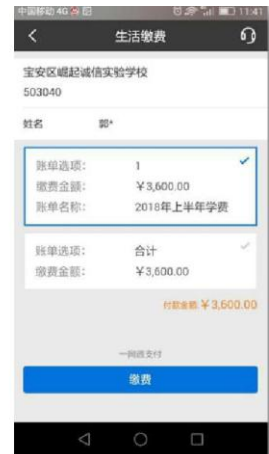 中国移动 4G 11:41
生活缴费
宝安区崛起诚信实验学校
503040
姓名 郭*
账单选项： 1
缴费金额： ￥3,600.00
账单名称： 2018年上半年学费
账单选项： 合计
缴费金额： ￥3,600.00
付款金额 ￥3,600.00
一网通支付
缴费